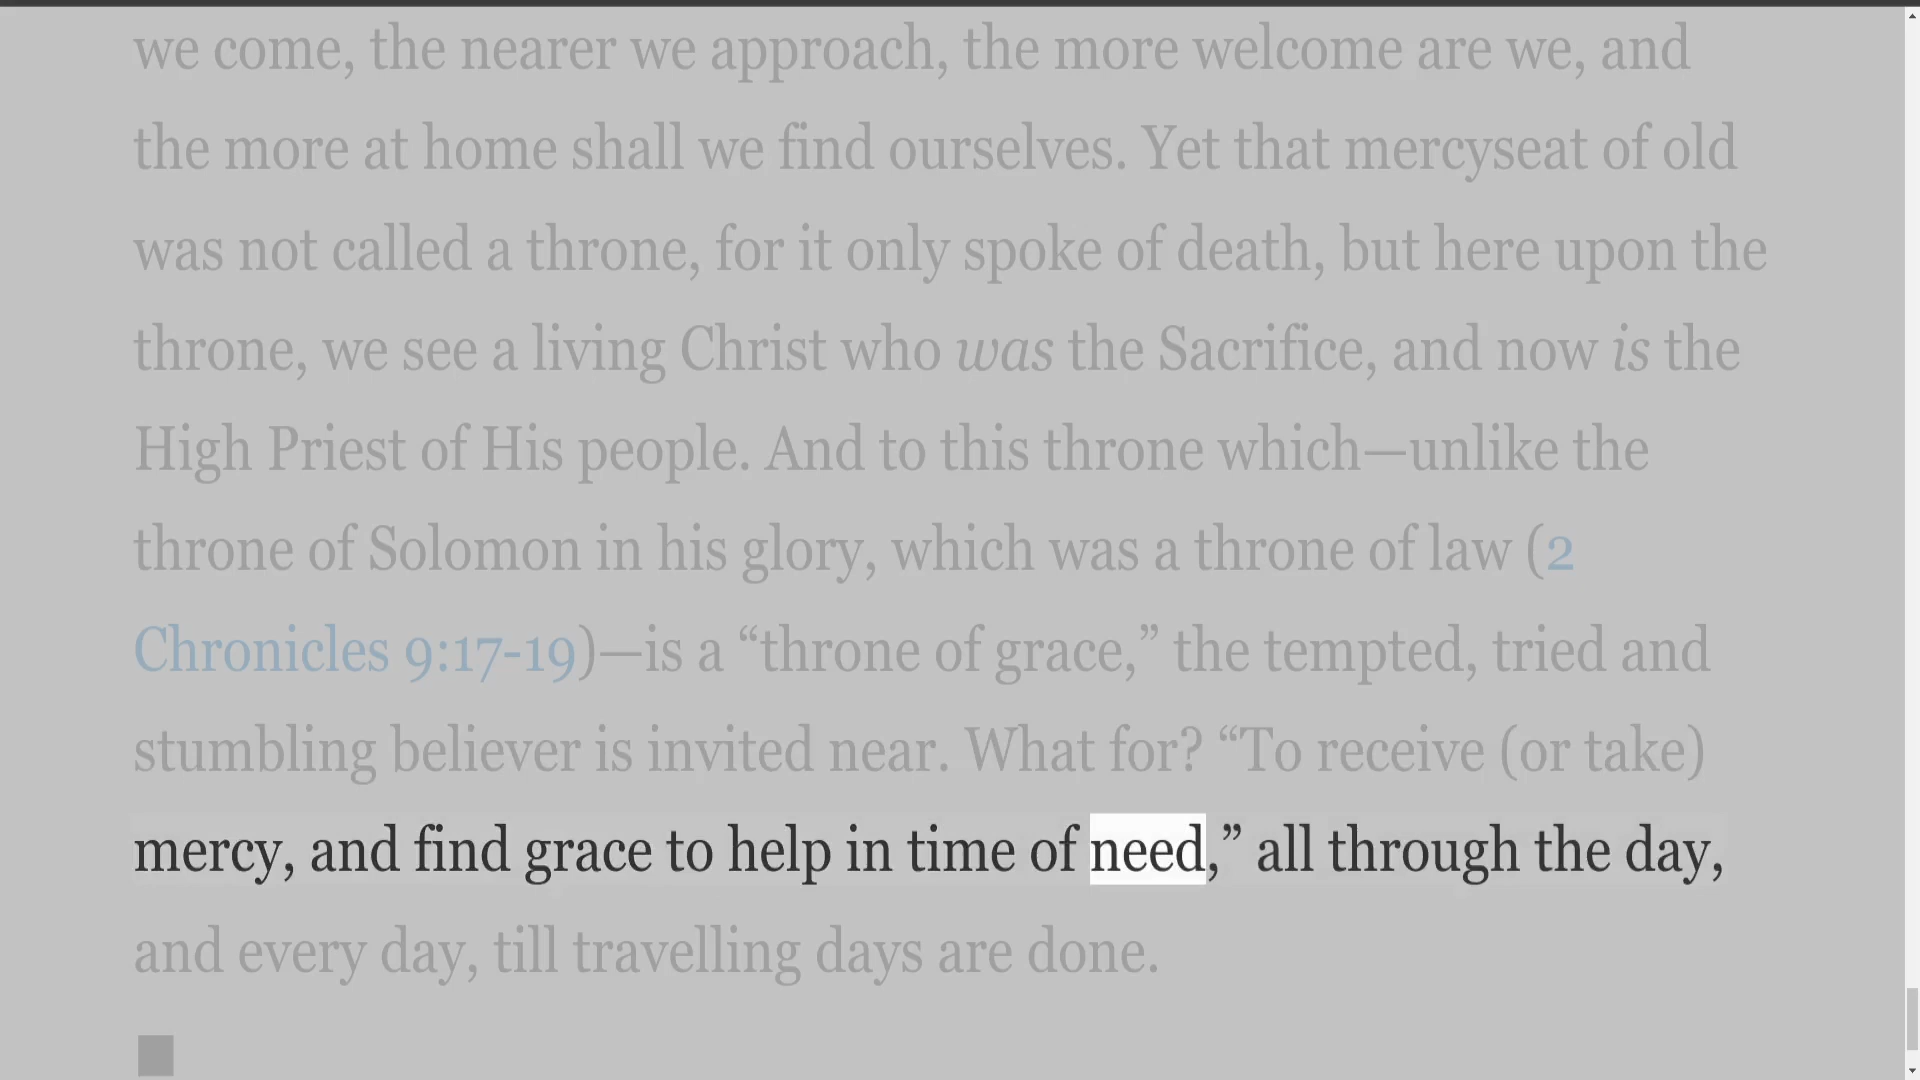 we come, the nearer we approach, the more welcome are we, and
the more at home shall we find ourselves. Yet that mercyseat of old
was not called a throne, for it only spoke of death, but here upon the
throne, we see a living Christ who was the Sacrifice, and now is the
High Priest of His people. And to this throne which—unlike the
throne of Solomon in his glory, which was a throne of law (2
Chronicles 9:17-19)—is a “throne of grace,” the tempted, tried and
stumbling believer is invited near. What for? “To receive (or take)
mercy, and find grace to help in time of need,” all through the day,
and every day, till travelling days are done.